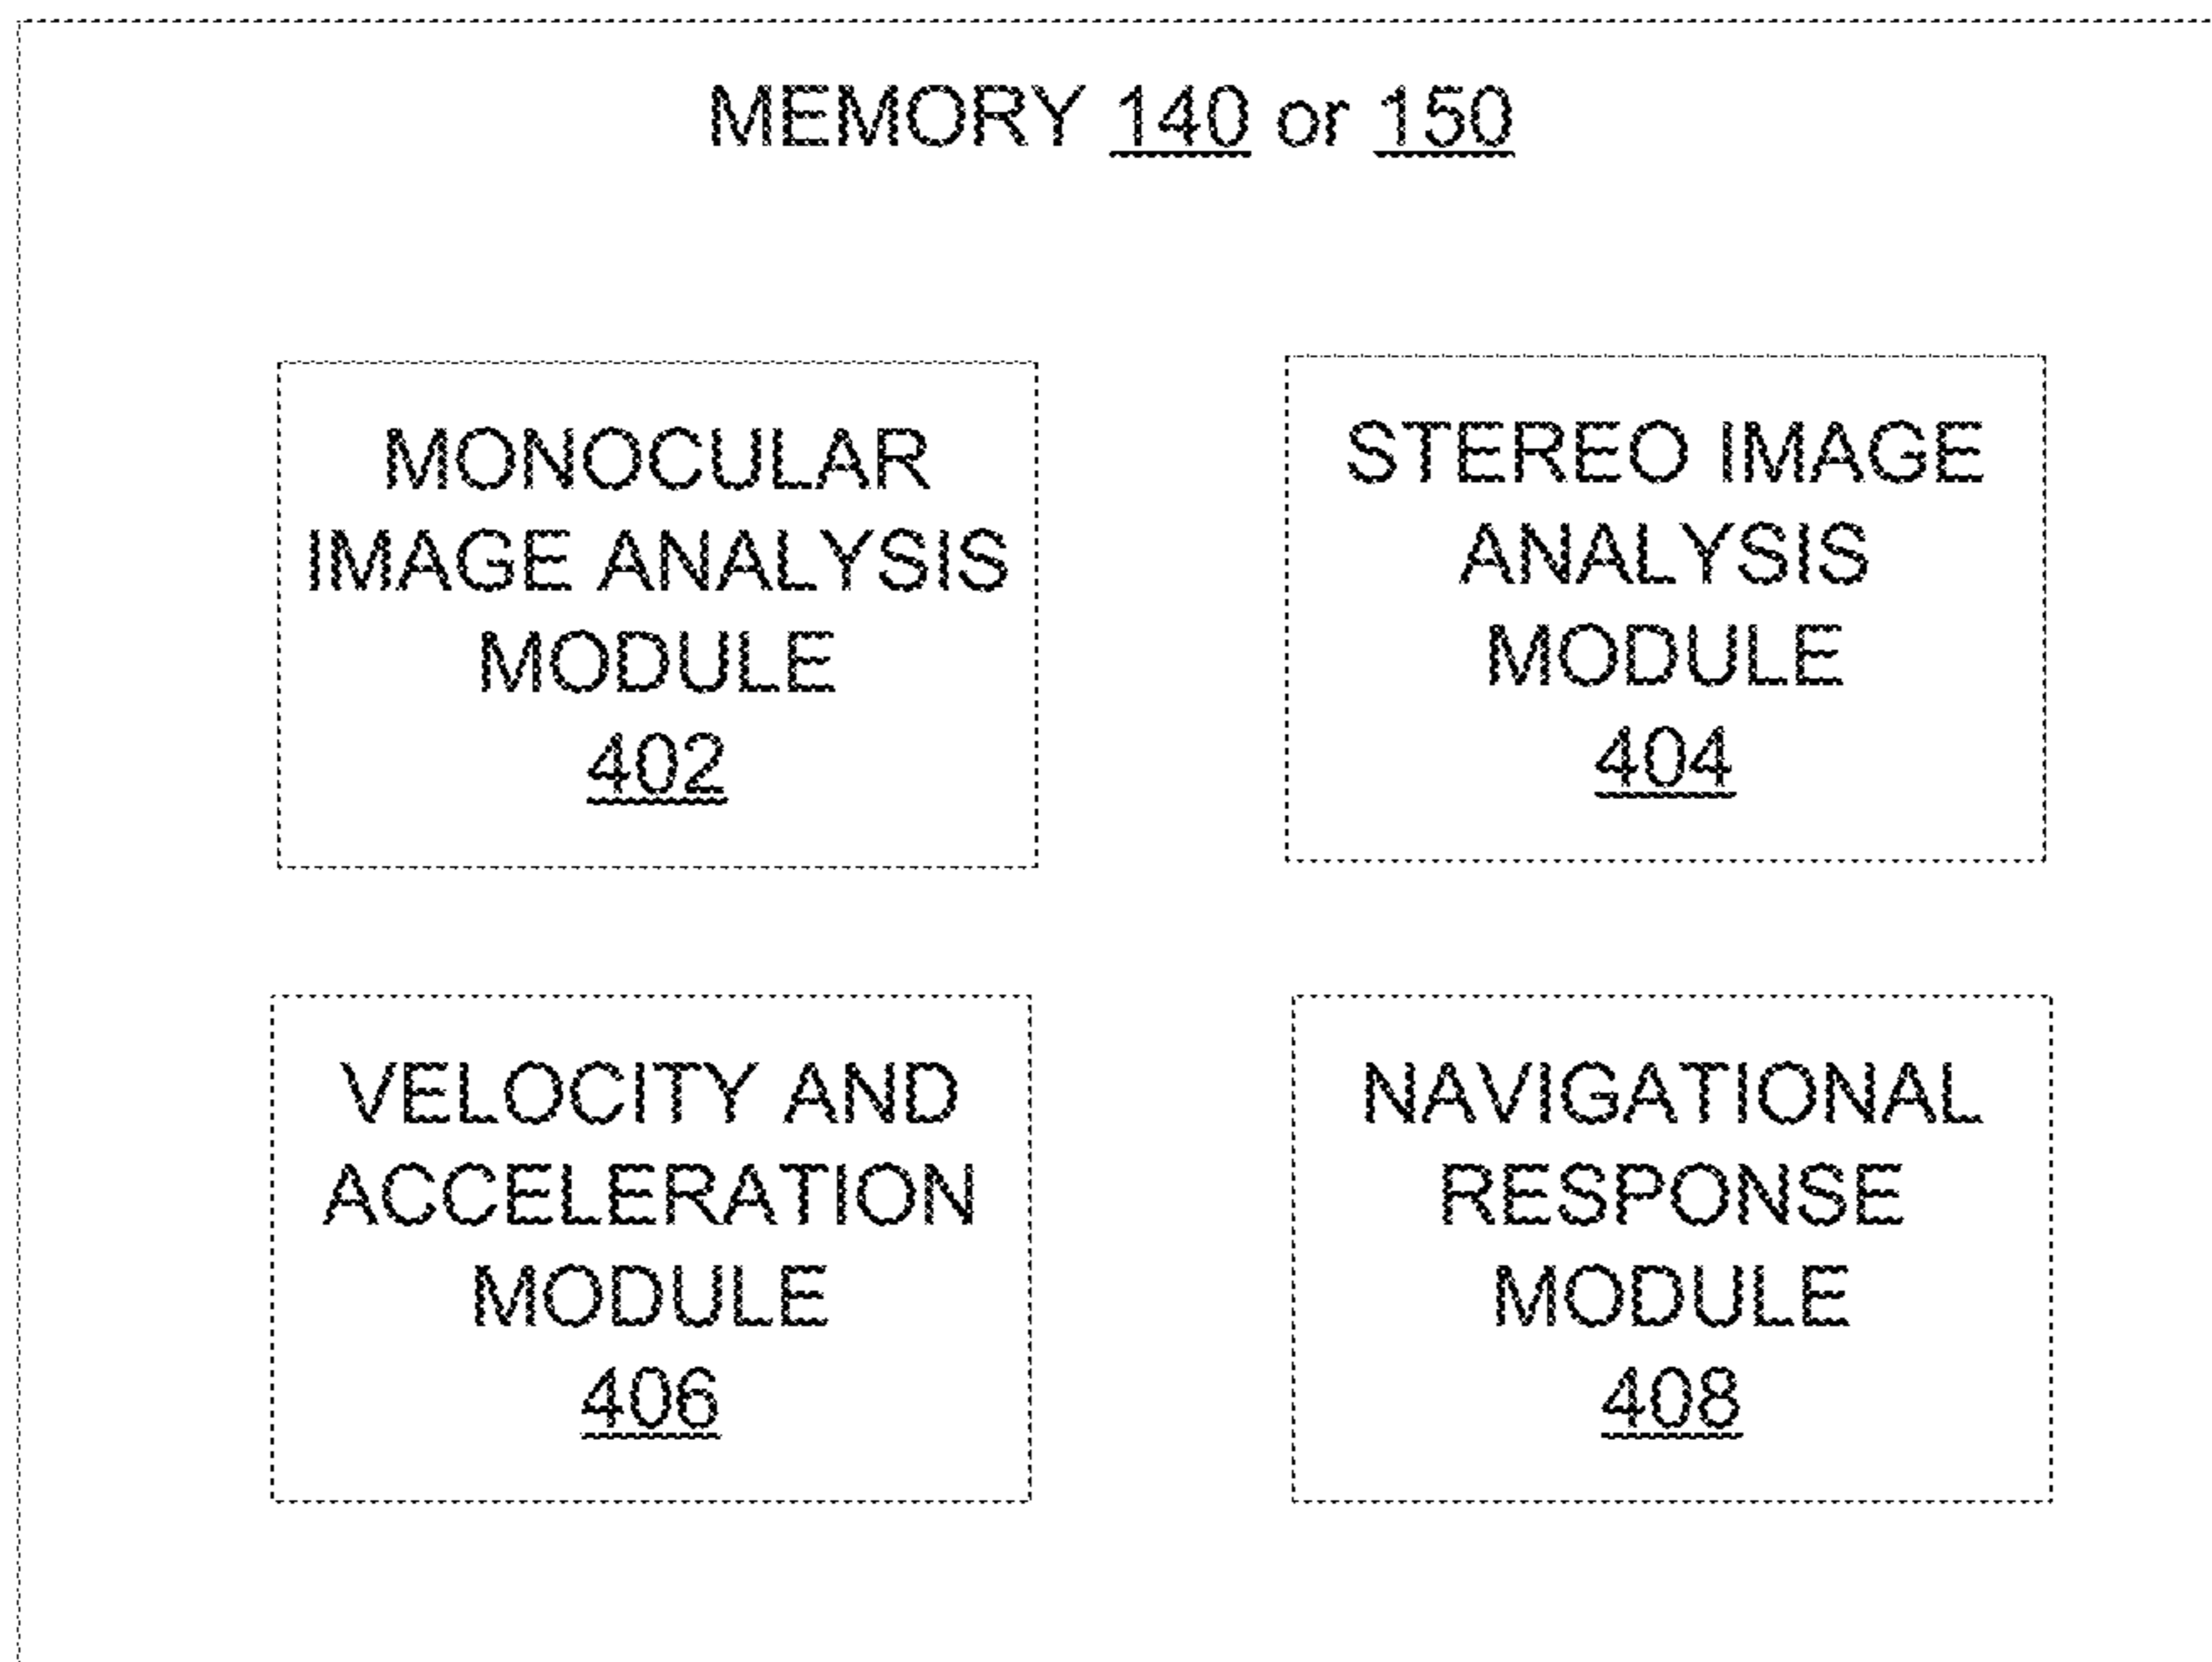 MEMORY 140 or 150
MONOCULAR
IMAGE ANALYSIS
MODULE
402
STEREO IMAGE
ANALYSIS
MODULE
404
VELOCITY AND
ACCELERATION
MODULE
406
NAVIGATIONAL
RESPONSE
MODULE
408